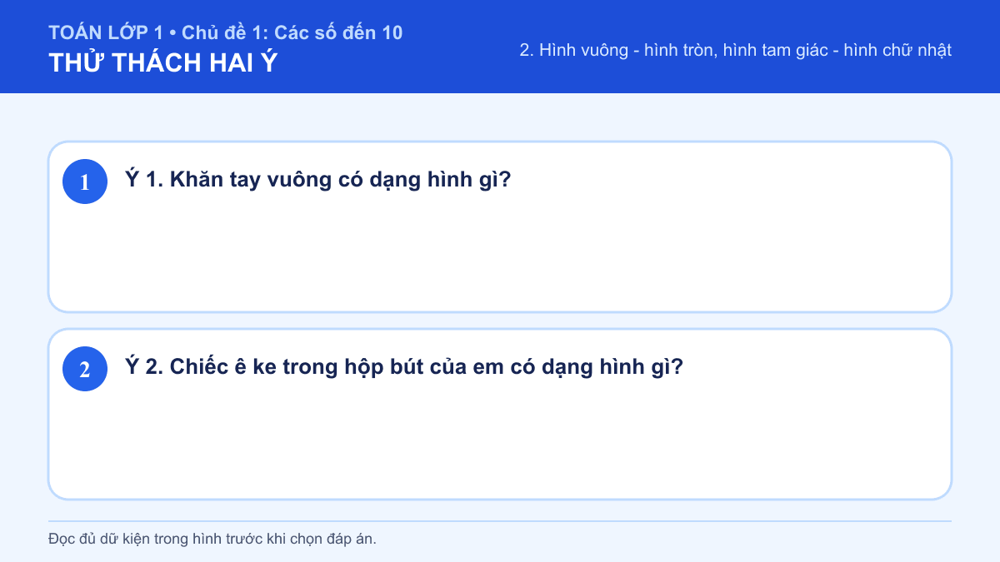 TOÁN LỚP 1 • Chủ đề 1: Các số đến 10
THỬ THÁCH HAI Ý
2. Hình vuông - hình tròn, hình tam giác - hình chữ nhật
1
Ý 1. Khăn tay vuông có dạng hình gì?
2
Ý 2. Chiếc ê ke trong hộp bút của em có dạng hình gì?
Đọc đủ dữ kiện trong hình trước khi chọn đáp án.